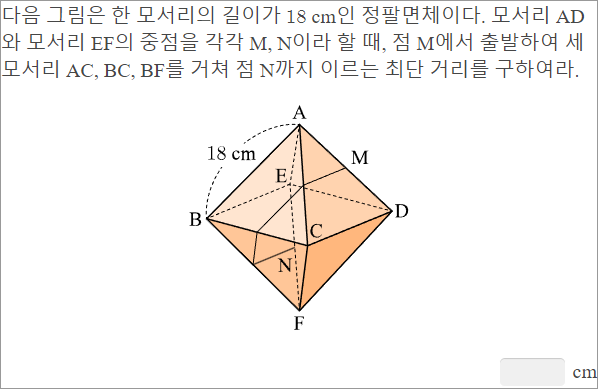 다음 그림은 한 모서리의 길이가 18 cm인 정팔면체이다. 모서리 AD
와 모서리 EF의 중점을 각각 M, N이라 할 때, 점 M에서 출발하여 세
모서리 AC, BC, BF를 거쳐 점 N까지 이르는 최단 거리를 구하여라.
A
18 cm
M
E
B
D
C
N
F
cm